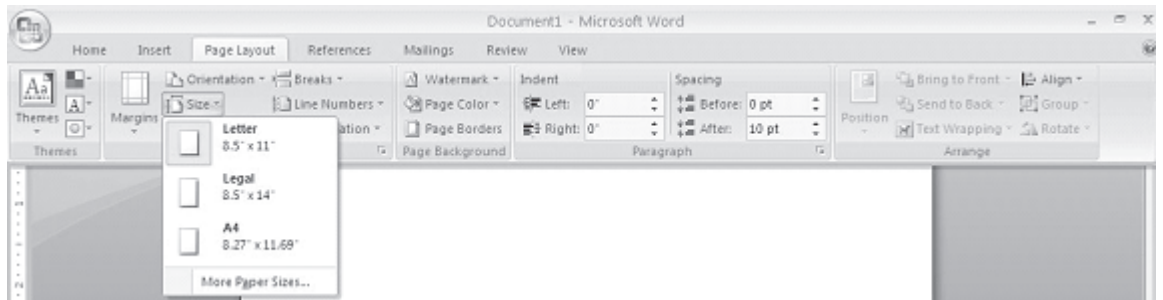 Document1 - Microsoft Word
Home Insert Page Layout References Mailings Review View
Orientation Breaks Watermark Indent Spacing Bring to Front Align
Aa Size Line Numbers Page Color Left: 0" Before: 0 pt Send to Back Group
Themes Margins ation Page Borders Right: 0" After: 10 pt Position Text Wrapping Rotate
Themes Page Background Paragraph Arrange
Letter
8.5" x 11"
Legal
8.5" x 14"
A4
8.27" x 11.69"
More Paper Sizes...